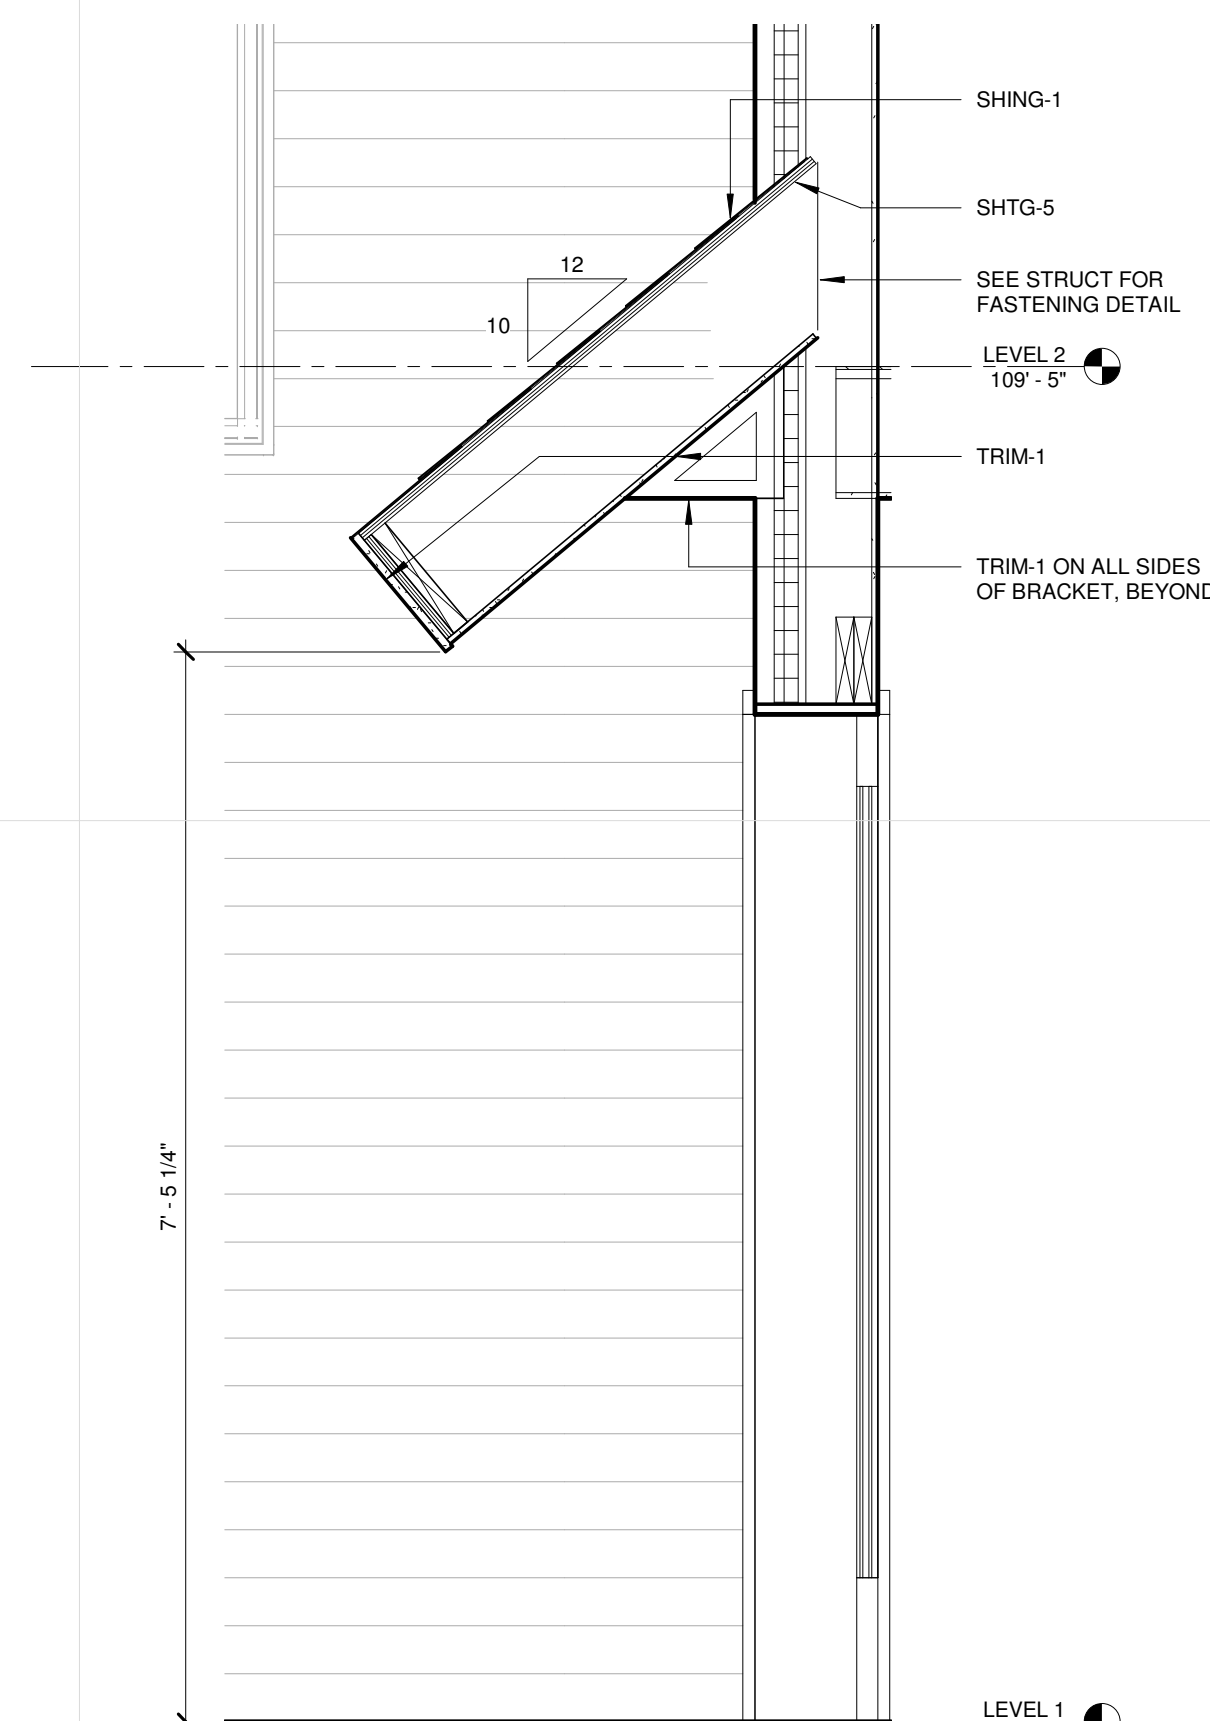 SHING-1
SHTG-5
12
10
SEE STRUCT FOR
FASTENING DETAIL
LEVEL 2
109' - 5"
TRIM-1
TRIM-1 ON ALL SIDES
OF BRACKET, BEYOND
7' - 5 1/4"
LEVEL 1